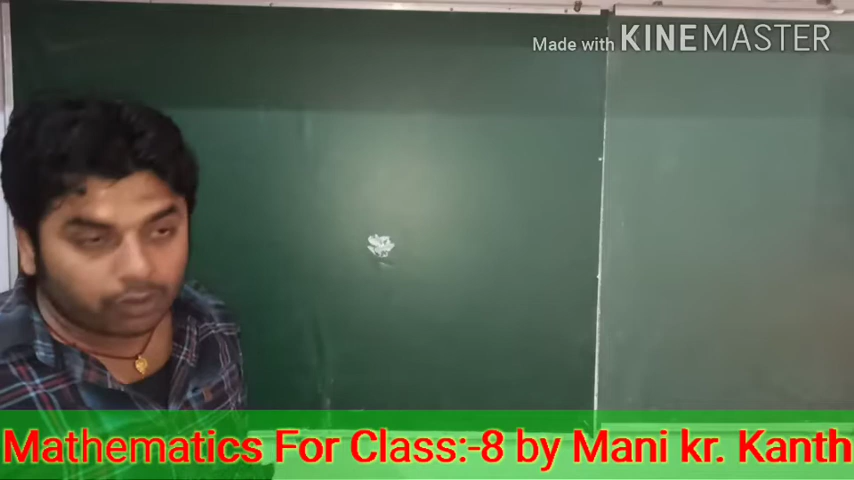 Made with KINEMASTER
Mathematics For Class:-8 by Mani kr. Kanth